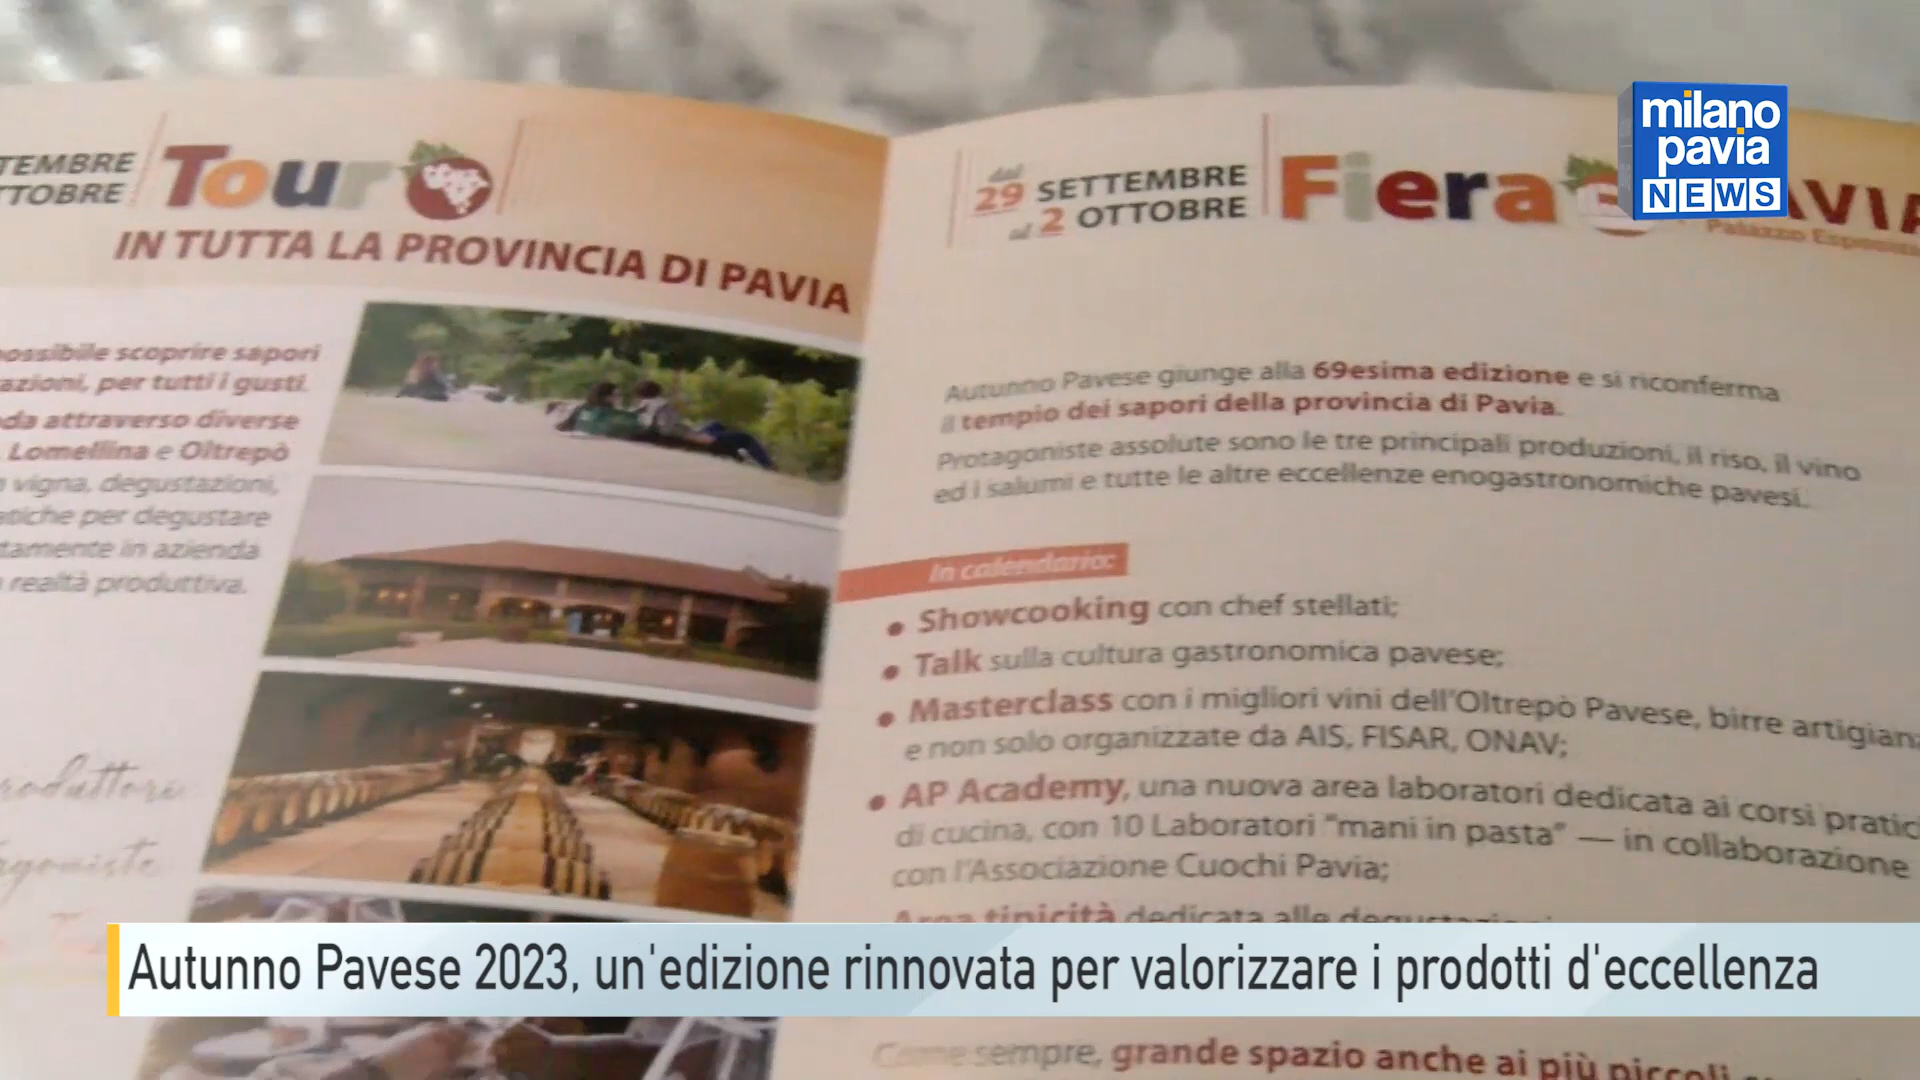 TEMBRE
TTOBRE
Tour
IN TUTTA LA PROVINCIA DI PAVIA
possibile scoprire sapori
azioni, per tutti i gusti.
da attraverso diverse
Lomellina e Oltrepò
vigna, degustazioni,
atiche per degustare
tamente in azienda
realtà produttiva.
dal
29 SETTEMBRE
al 2 OTTOBRE
Fiera
AVIA
Palazzo
Autunno Pavese giunge alla 69esima edizione e si riconferma
il tempio dei sapori della provincia di Pavia.
Protagoniste assolute sono le tre principali produzioni, il riso, il vino
ed i salumi e tutte le altre eccellenze enogastronomiche pavesi.
In calendario:
• Showcooking con chef stellati;
• Talk sulla cultura gastronomica pavese;
• Masterclass con i migliori vini dell'Oltrepò Pavese, birre artigian
e non solo organizzate da AIS, FISAR, ONAV;
• AP Academy, una nuova area laboratori dedicata ai corsi pratic
di cucina, con 10 Laboratori "mani in pasta" — in collaborazione
con l'Associazione Cuochi Pavia;
Area tipicità dedicata alle degustazioni
Come sempre, grande spazio anche ai più piccoli
milano
pavia
NEWS
Autunno Pavese 2023, un'edizione rinnovata per valorizzare i prodotti d'eccellenza